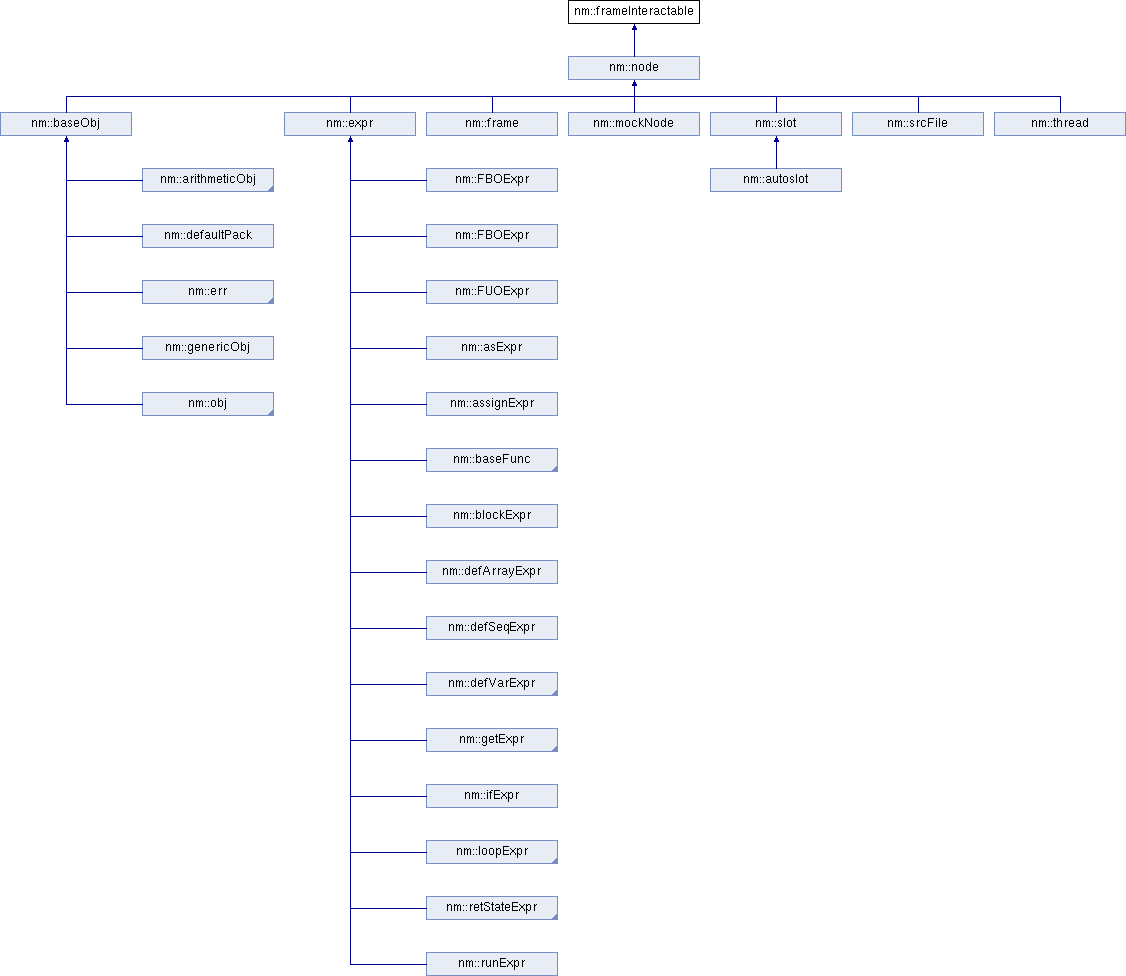 nm::frameInteractable
nm::node
nm::baseObj
nm::expr
nm::frame
nm::mockNode
nm::slot
nm::srcFile
nm::thread
nm::arithmeticObj
nm::FBOExpr
nm::autoslot
nm::defaultPack
nm::FBOExpr
nm::err
nm::FUOExpr
nm::genericObj
nm::asExpr
nm::obj
nm::assignExpr
nm::baseFunc
nm::blockExpr
nm::defArrayExpr
nm::defSeqExpr
nm::defVarExpr
nm::getExpr
nm::ifExpr
nm::loopExpr
nm::retStateExpr
nm::runExpr